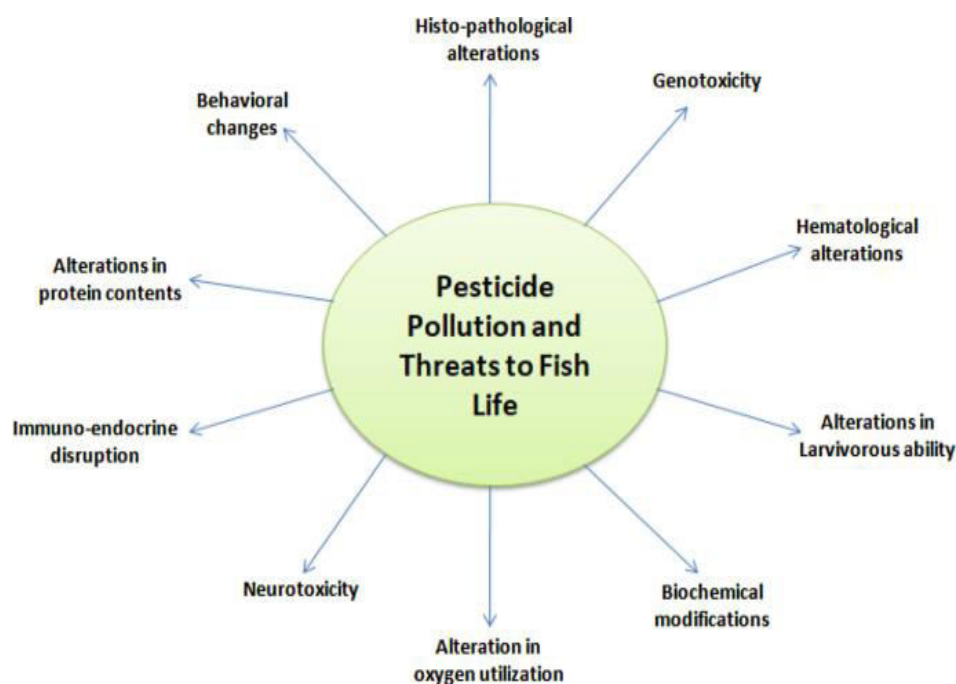 Histo-pathological
alterations
Genotoxicity
Behavioral
changes
Hematological
alterations
Alterations in
protein contents
Pesticide
Pollution and
Threats to Fish
Life
Immuno-endocrine
disruption
Alterations in
Larvivorous ability
Neurotoxicity
Biochemical
modifications
Alteration in
oxygen utilization